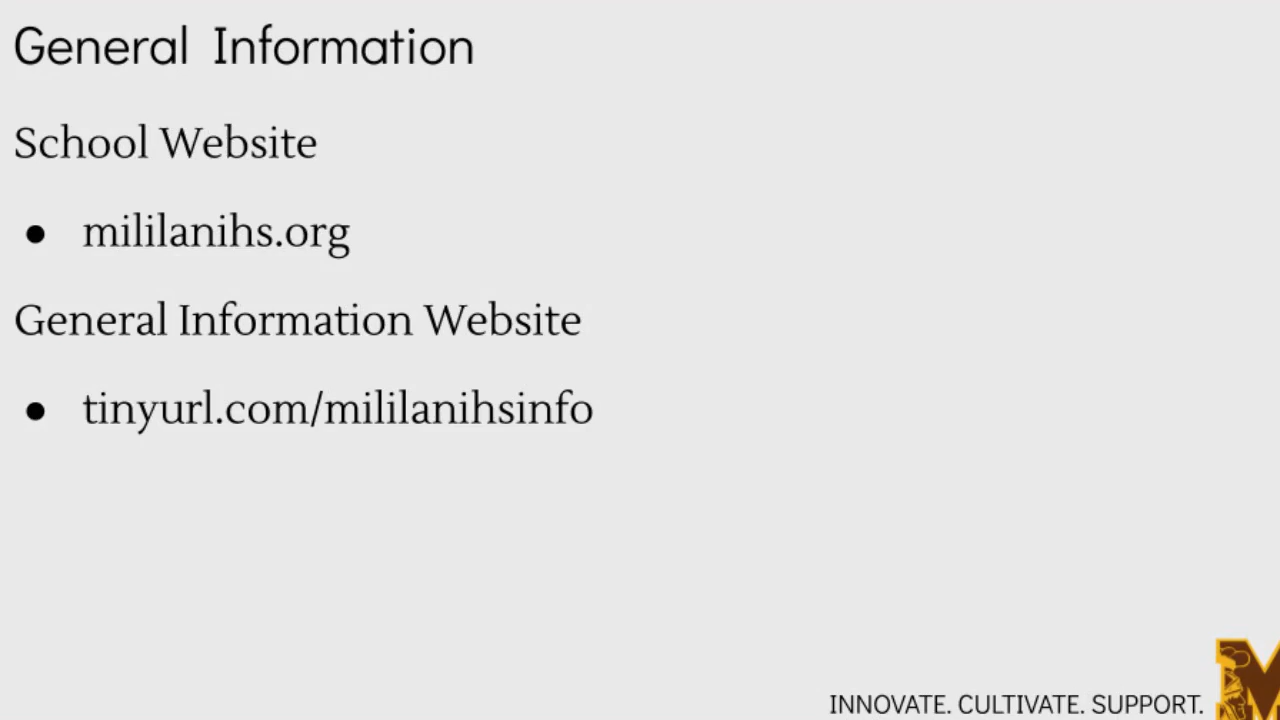 General Information
School Website
● mililanihs.org
General Information Website
● tinyurl.com/mililanihsinfo
INNOVATE. CULTIVATE. SUPPORT.
M